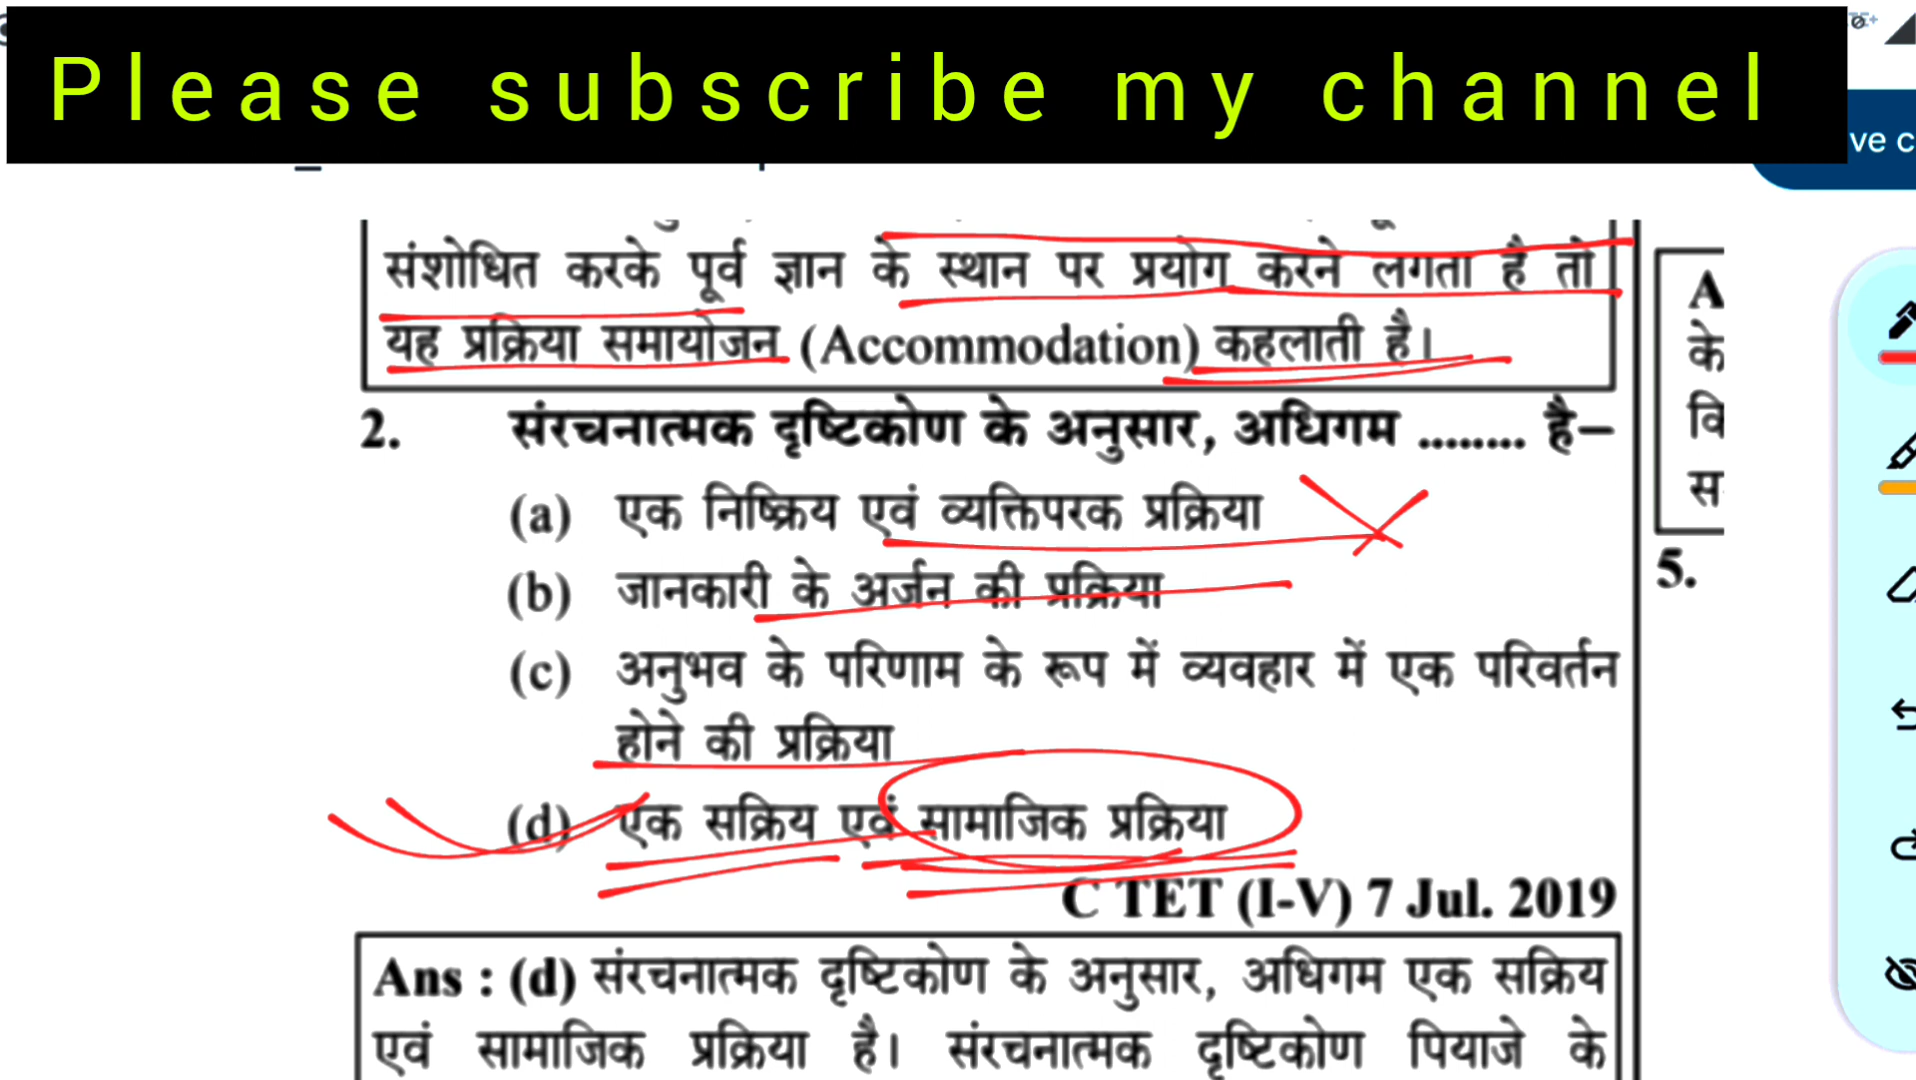 Please subscribe my channel
ve c
संशोधित करके पूर्व ज्ञान के स्थान पर प्रयोग करने लगता है तो
यह प्रक्रिया समायोजन (Accommodation) कहलाती है।
2. संरचनात्मक दृष्टिकोण के अनुसार, अधिगम ........ है–
(a) एक निष्क्रिय एवं व्यक्तिपरक प्रक्रिया
(b) जानकारी के अर्जन की प्रक्रिया
(c) अनुभव के परिणाम के रूप में व्यवहार में एक परिवर्तन
होने की प्रक्रिया
(d) एक सक्रिय एवं सामाजिक प्रक्रिया
C TET (I-V) 7 Jul. 2019
Ans : (d) संरचनात्मक दृष्टिकोण के अनुसार, अधिगम एक सक्रिय
एवं सामाजिक प्रक्रिया है। संरचनात्मक दृष्टिकोण पियाजे के
A
के
वि
स
5.